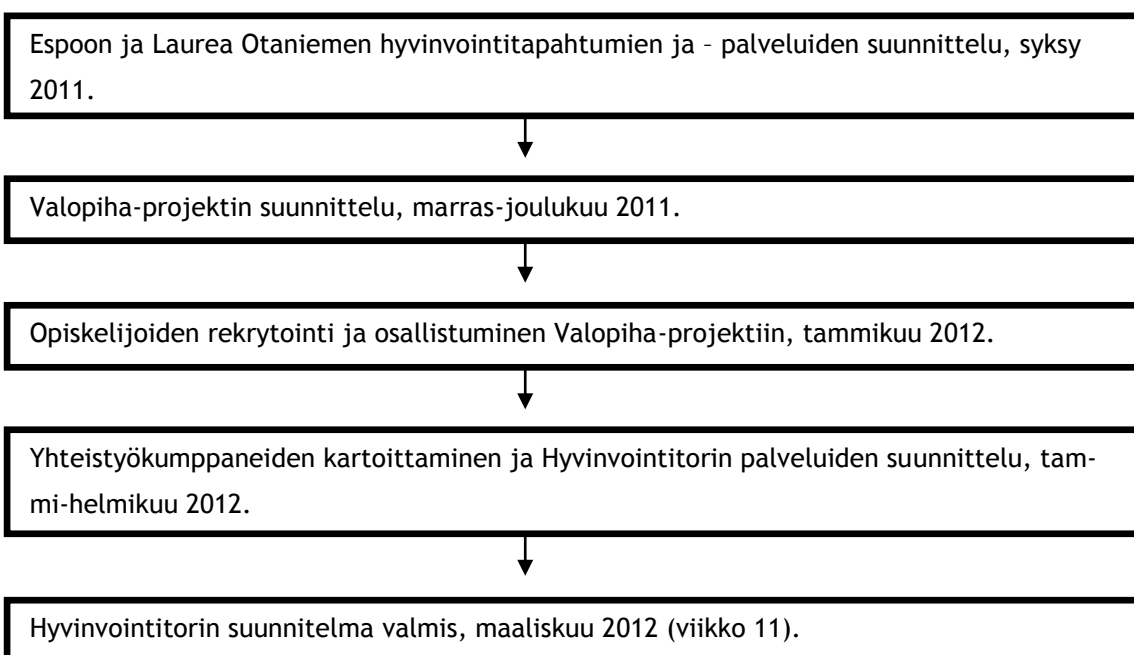 Espoon ja Laurea Otaniemen hyvinvointitapahtumien ja – palveluiden suunnittelu, syksy
2011.
Valopiha-projektin suunnittelu, marras-joulukuu 2011.
Opiskelijoiden rekrytointi ja osallistuminen Valopiha-projektiin, tammikuu 2012.
Yhteistyökumppaneiden kartoittaminen ja Hyvinvointitorin palveluiden suunnittelu, tam-
mi-helmikuu 2012.
Hyvinvointitorin suunnitelma valmis, maaliskuu 2012 (viikko 11).